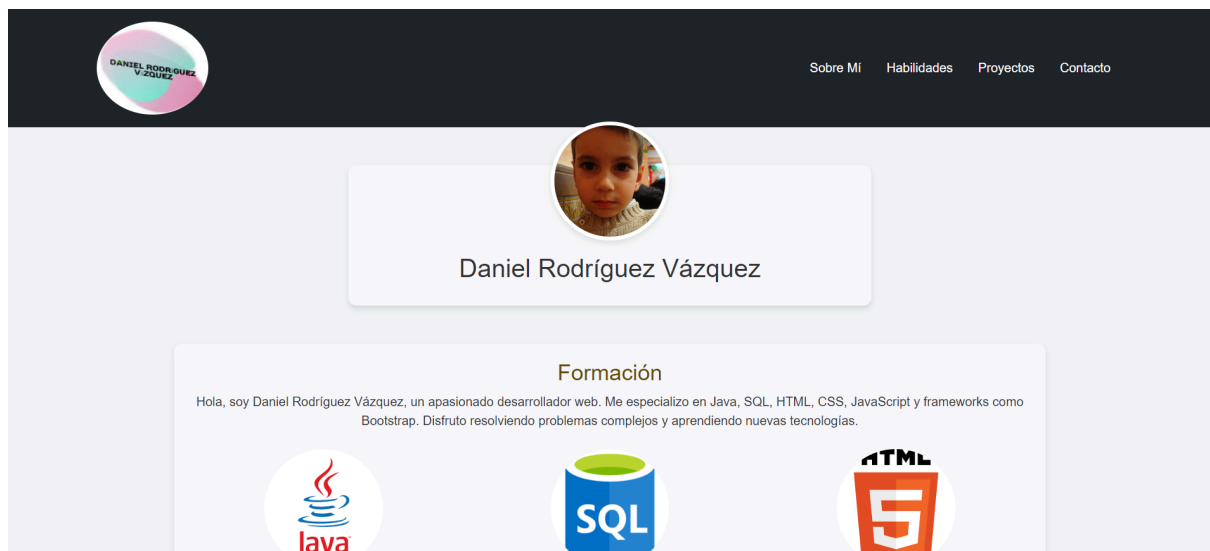 DANIEL RODRIGUEZ
VAZQUEZ
Sobre Mí Habilidades Proyectos Contacto
Daniel Rodríguez Vázquez
Formación
Hola, soy Daniel Rodríguez Vázquez, un apasionado desarrollador web. Me especializo en Java, SQL, HTML, CSS, JavaScript y frameworks como
Bootstrap. Disfruto resolviendo problemas complejos y aprendiendo nuevas tecnologías.
Java
SQL
HTML
5